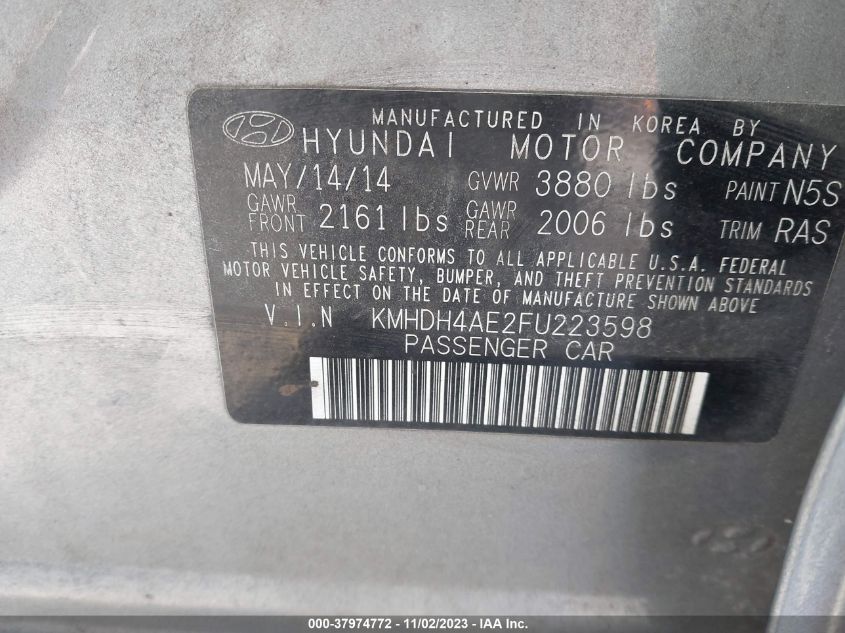 MANUFACTURED IN KOREA BY
HYUNDAI MOTOR COMPANY
MAY/14/14 GVWR 3880 lbs PAINT N5S
GAWR FRONT 2161 lbs GAWR REAR 2006 lbs TRIM RAS
THIS VEHICLE CONFORMS TO ALL APPLICABLE U.S.A. FEDERAL
MOTOR VEHICLE SAFETY, BUMPER, AND THEFT PREVENTION STANDARDS
IN EFFECT ON THE DATE OF MANUFACTURE SHOWN ABOVE
V.I.N KMHDH4AE2FU223598
PASSENGER CAR
000-37974772 - 11/02/2023 - IAA Inc.